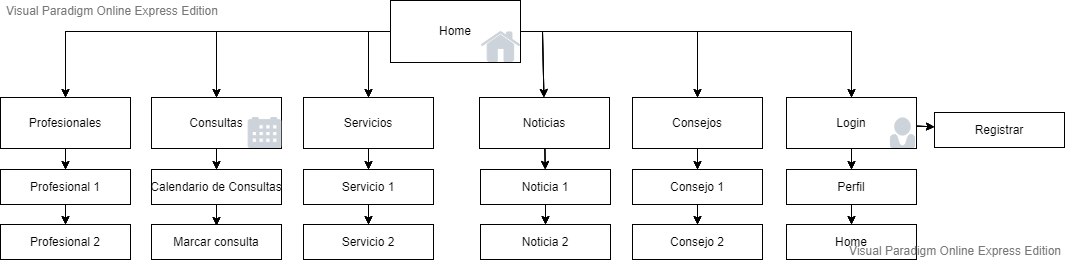 Visual Paradigm Online Express Edition
Home
Profesionales
Consultas
Servicios
Noticias
Consejos
Login
Registrar
Profesional 1
Calendario de Consultas
Servicio 1
Noticia 1
Consejo 1
Perfil
Profesional 2
Marcar consulta
Servicio 2
Noticia 2
Consejo 2
Home
Visual Paradigm Online Express Edition